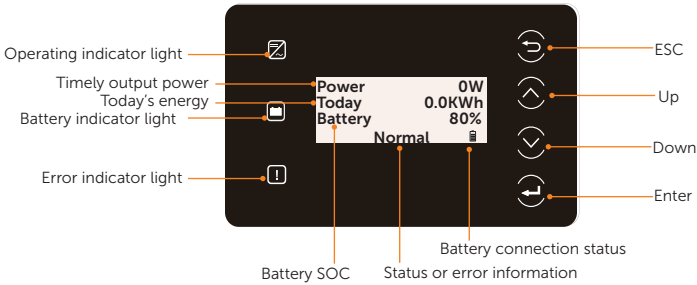 Operating indicator light
Timely output power
Today's energy
Battery indicator light
Error indicator light
Power 0W
Today 0.0KWh
Battery 80%
Normal
ESC
Up
Down
Enter
Battery connection status
Battery SOC
Status or error information